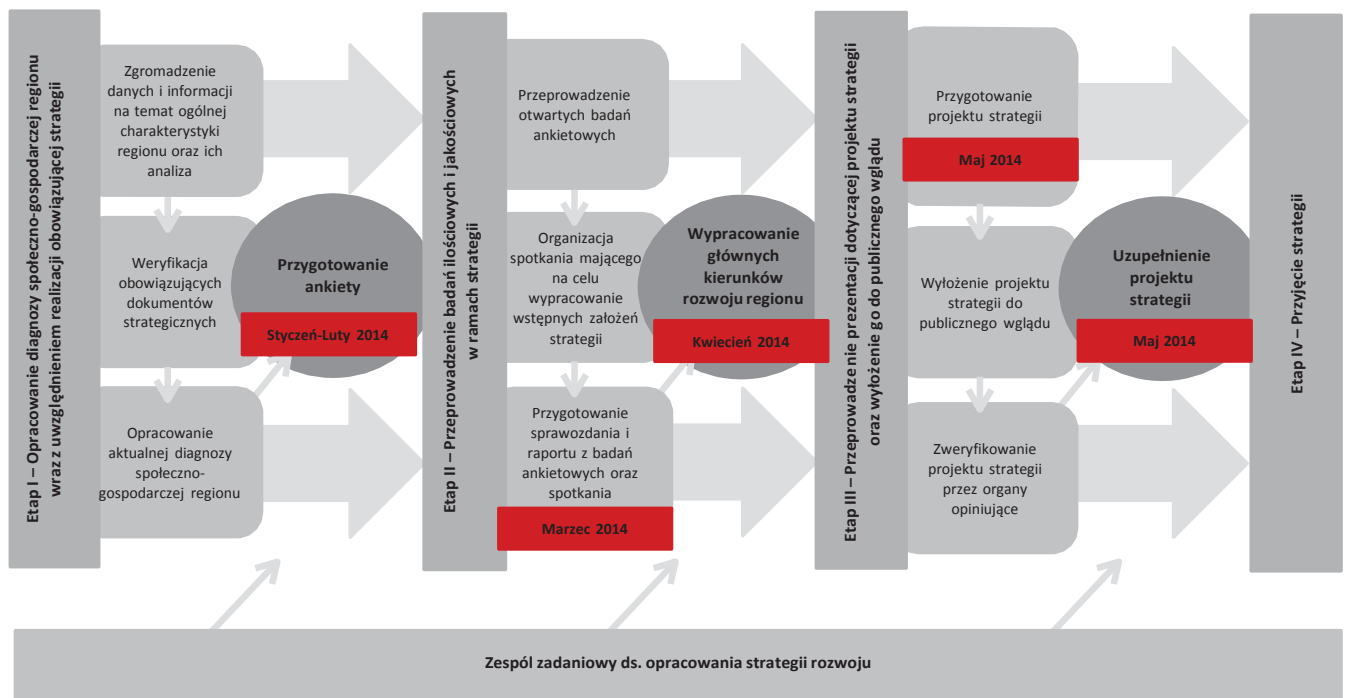 Etap I – Opracowanie diagnozy społeczno-gospodarczej regionu
wraz z uwzględnieniem realizacji obowiązującej strategii
Zgromadzenie
danych i informacji
na temat ogólnej
charakterystyki
regionu oraz ich
analiza
Weryfikacja
obowiązujących
dokumentów
strategicznych
Opracowanie
aktualnej diagnozy
społeczno-
gospodarczej regionu
Przygotowanie
ankiety
Styczeń-Luty 2014
Etap II – Przeprowadzenie badań ilościowych i jakościowych
w ramach strategii
Przeprowadzenie
otwartych badań
ankietowych
Organizacja
spotkania mającego
na celu
wypracowanie
wstępnych założeń
strategii
Przygotowanie
sprawozdania i
raportu z badań
ankietowych oraz
spotkania
Marzec 2014
Wypracowanie
głównych
kierunków
rozwoju regionu
Kwiecień 2014
Etap III – Przeprowadzenie prezentacji dotyczącej projektu strategii
oraz wyłożenie go do publicznego wglądu
Przygotowanie
projektu strategii
Maj 2014
Wyłożenie projektu
strategii do
publicznego wglądu
Zweryfikowanie
projektu strategii
przez organy
opiniujące
Uzupełnienie
projektu
strategii
Maj 2014
Etap IV – Przyjęcie strategii
Zespól zadaniowy ds. opracowania strategii rozwoju